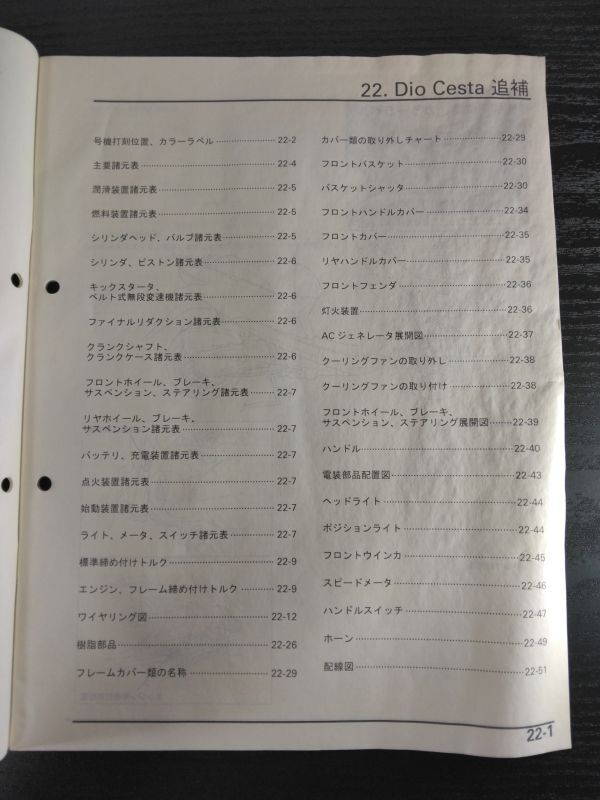 22. Dio Cesta 追補
号機打刻位置、カラーラベル 22-2
主要諸元表 22-4
潤滑装置諸元表 22-5
燃料装置諸元表 22-5
シリンダヘッド、バルブ諸元表 22-5
シリンダ、ピストン諸元表 22-6
キックスタータ、
ベルト式無段変速機諸元表 22-6
ファイナルリダクション諸元表 22-6
クランクシャフト、
クランクケース諸元表 22-6
フロントホイール、ブレーキ、
サスペンション、ステアリング諸元表 22-7
リヤホイール、ブレーキ、
サスペンション諸元表 22-7
バッテリ、充電装置諸元表 22-7
点火装置諸元表 22-7
始動装置諸元表 22-7
ライト、メータ、スイッチ諸元表 22-7
標準締め付けトルク 22-9
エンジン、フレーム締め付けトルク 22-9
ワイヤリング図 22-12
樹脂部品 22-26
フレームカバー類の名称 22-29
カバー類の取り外しチャート 22-29
フロントバスケット 22-30
バスケットシャッタ 22-30
フロントハンドルカバー 22-34
フロントカバー 22-35
リヤハンドルカバー 22-35
フロントフェンダ 22-36
灯火装置 22-36
ACジェネレータ展開図 22-37
クーリングファンの取り外し 22-38
クーリングファンの取り付け 22-38
フロントホイール、ブレーキ、
サスペンション、ステアリング展開図 22-39
ハンドル 22-40
電装部品配置図 22-43
ヘッドライト 22-44
ポジションライト 22-44
フロントウインカ 22-45
スピードメータ 22-46
ハンドルスイッチ 22-47
ホーン 22-49
配線図 22-51
22-1